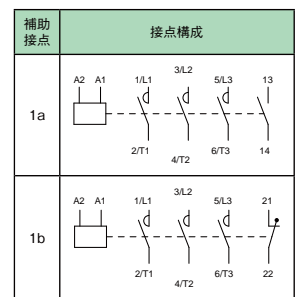 補助
接点
接点構成
1a
A2 A1 1/L1 3/L2 5/L3 13
2/T1 4/T2 6/T3 14
1b
A2 A1 1/L1 3/L2 5/L3 21
2/T1 4/T2 6/T3 22